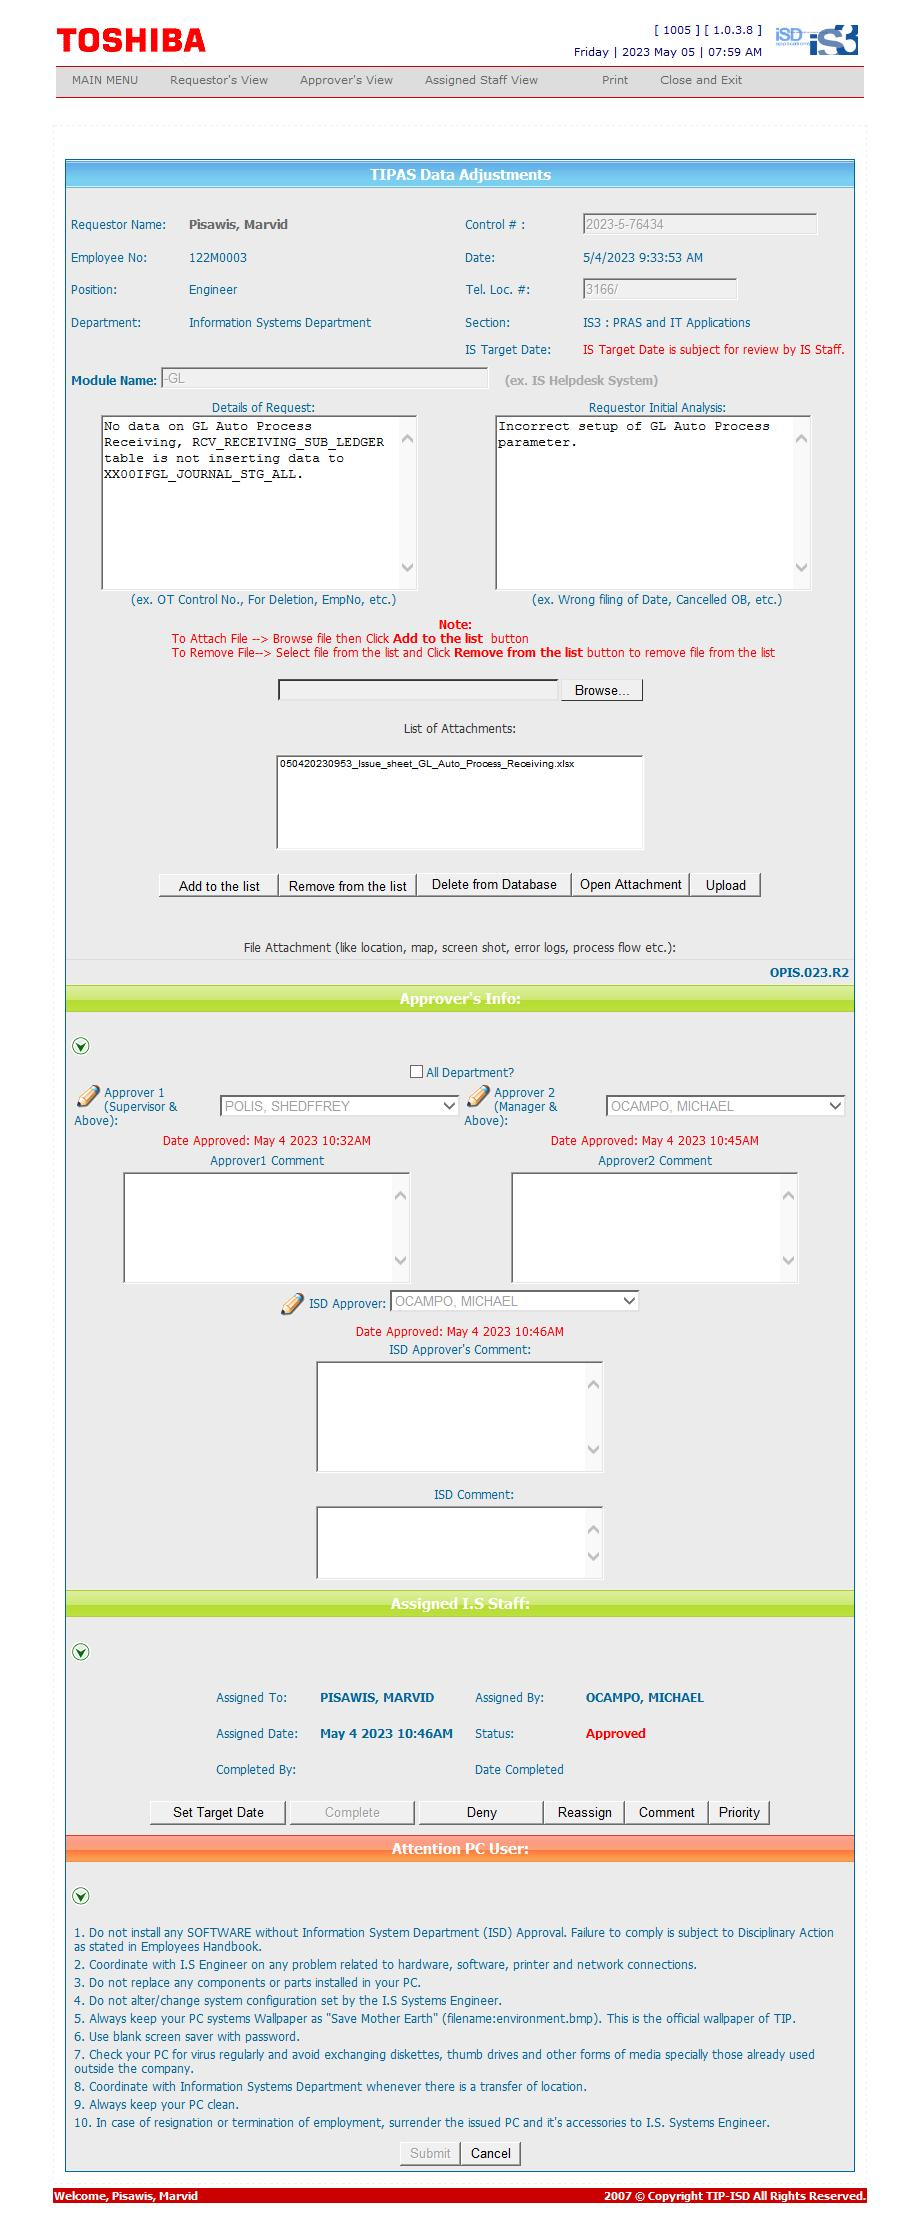 TOSHIBA
[ 1005 ] [ 1.0.3.8 ]
Friday | 2023 May 05 | 07:59 AM
ISD
iS3
MAIN MENU Requestor's View Approver's View Assigned Staff View Print Close and Exit
TIPAS Data Adjustments
Requestor Name: Pisawis, Marvid Control # : 2023-5-76434
Employee No: 122M0003 Date: 5/4/2023 9:33:53 AM
Position: Engineer Tel. Loc. #: 3166/
Department: Information Systems Department Section: IS3 : PRAS and IT Applications
IS Target Date: IS Target Date is subject for review by IS Staff.
Module Name: -GL (ex. IS Helpdesk System)
Details of Request: Requestor Initial Analysis:
No data on GL Auto Process
Receiving, RCV_RECEIVING_SUB_LEDGER
table is not inserting data to
XX00IFGL_JOURNAL_STG_ALL.
Incorrect setup of GL Auto Process
parameter.
(ex. OT Control No., For Deletion, EmpNo, etc.) (ex. Wrong filing of Date, Cancelled OB, etc.)
Note:
To Attach File --> Browse file then Click Add to the list button
To Remove File--> Select file from the list and Click Remove from the list button to remove file from the list
Browse...
List of Attachments:
050420230953_Issue_sheet_GL_Auto_Process_Receiving.xlsx
Add to the list Remove from the list Delete from Database Open Attachment Upload
File Attachment (like location, map, screen shot, error logs, process flow etc.):
OPIS.023.R2
Approver's Info:
All Department?
Approver 1
(Supervisor &
Above):
POLIS, SHEDFFREY
Approver 2
(Manager &
Above):
OCAMPO, MICHAEL
Date Approved: May 4 2023 10:32AM Date Approved: May 4 2023 10:45AM
Approver1 Comment Approver2 Comment
ISD Approver: OCAMPO, MICHAEL
Date Approved: May 4 2023 10:46AM
ISD Approver's Comment:
ISD Comment:
Assigned I.S Staff:
Assigned To: PISAWIS, MARVID Assigned By: OCAMPO, MICHAEL
Assigned Date: May 4 2023 10:46AM Status: Approved
Completed By: Date Completed
Set Target Date Complete Deny Reassign Comment Priority
Attention PC User:
1. Do not install any SOFTWARE without Information System Department (ISD) Approval. Failure to comply is subject to Disciplinary Action
as stated in Employees Handbook.
2. Coordinate with I.S Engineer on any problem related to hardware, software, printer and network connections.
3. Do not replace any components or parts installed in your PC.
4. Do not alter/change system configuration set by the I.S Systems Engineer.
5. Always keep your PC systems Wallpaper as "Save Mother Earth" (filename:environment.bmp). This is the official wallpaper of TIP.
6. Use blank screen saver with password.
7. Check your PC for virus regularly and avoid exchanging diskettes, thumb drives and other forms of media specially those already used
outside the company.
8. Coordinate with Information Systems Department whenever there is a transfer of location.
9. Always keep your PC clean.
10. In case of resignation or termination of employment, surrender the issued PC and it's accessories to I.S. Systems Engineer.
Submit Cancel
Welcome, Pisawis, Marvid 2007 © Copyright TIP-ISD All Rights Reserved.